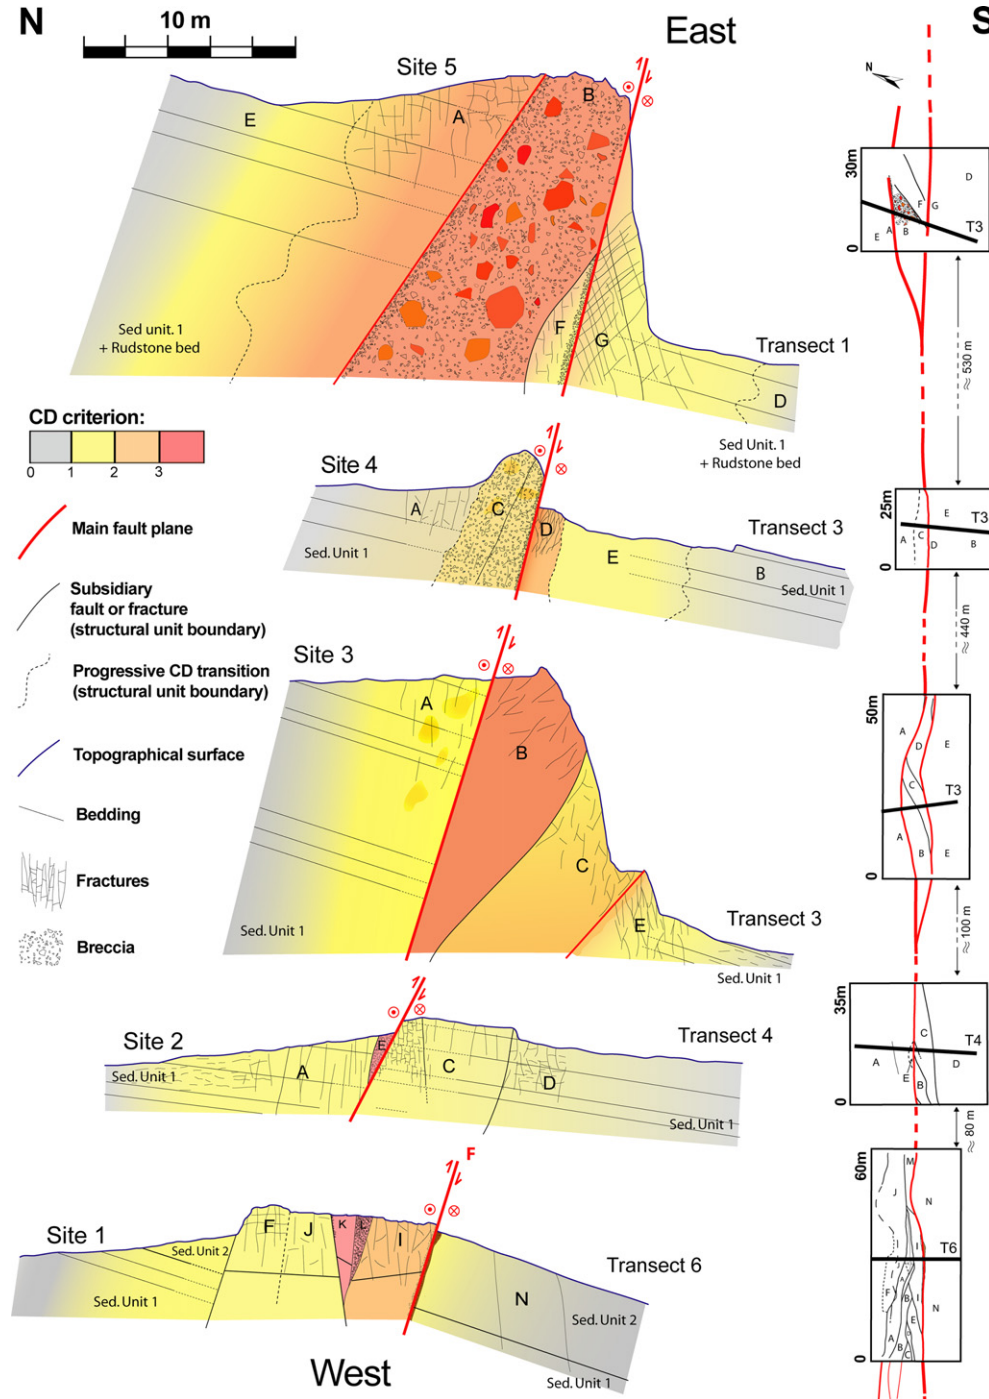 N
10 m
East
S
Site 5
E
A
B
F
G
D
Sed unit. 1
+ Rudstone bed
Transect 1
Sed Unit. 1
+ Rudstone bed
CD criterion:
0 1 2 3
Main fault plane
Subsidiary
fault or fracture
(structural unit boundary)
Progressive CD transition
(structural unit boundary)
Topographical surface
Bedding
Fractures
Breccia
Site 4
A
C
D
E
B
Sed. Unit 1
Sed. Unit 1
Transect 3
Site 3
A
B
C
E
Sed. Unit 1
Sed. Unit 1
Transect 3
Site 2
Sed. Unit 1
A
E
C
D
Sed. Unit 1
Transect 4
Site 1
F
Sed. Unit 2
Sed. Unit 1
F
J
K
L
I
N
Sed. Unit 2
Sed. Unit 1
Transect 6
West
N
30m
0
D
F
G
E
A
B
T3
≈ 530 m
25m
0
E
A
C
D
B
T3
≈ 440 m
50m
0
A
D
E
C
T3
A
B
E
≈ 100 m
35m
0
C
T4
A
E
D
B
≈ 80 m
60m
0
M
J
N
I
T6
F
A
B
I
N
E
A
B
C